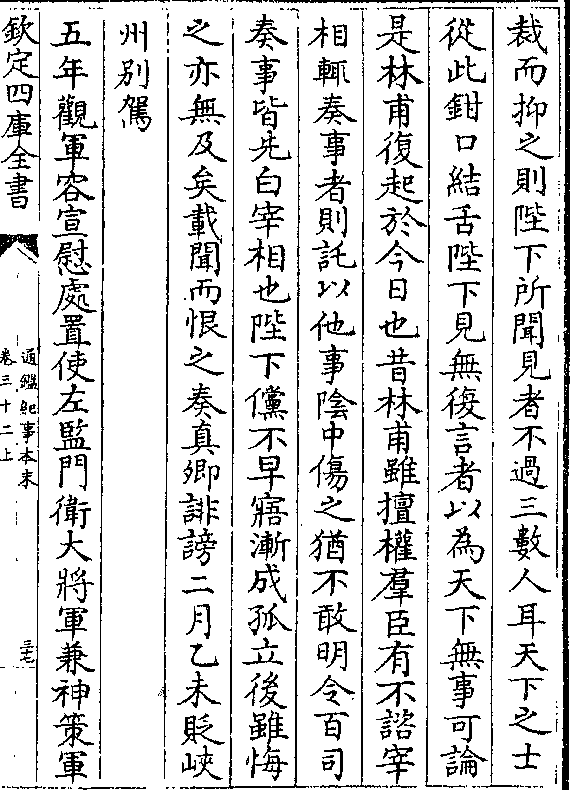 裁而抑之則陛下所聞見者不過三數人耳天下之士
從此鉗口結舌陛下見無復言者以為天下無事可論
是林甫復起於今日也昔林甫雖擅權羣臣有不諮宰
相輒奏事者則託以他事陰中傷之猶不敢明令百司
奏事皆先白宰相也陛下儻不早寤漸成孤立後雖悔
之亦無及矣載聞而恨之奏真卿誹謗二月乙未貶峽
州别駕
五年觀軍容宣慰處置使左監門衛大將軍兼神策軍
欽定四庫全書
通鑑紀事本末
卷三十二上
三七